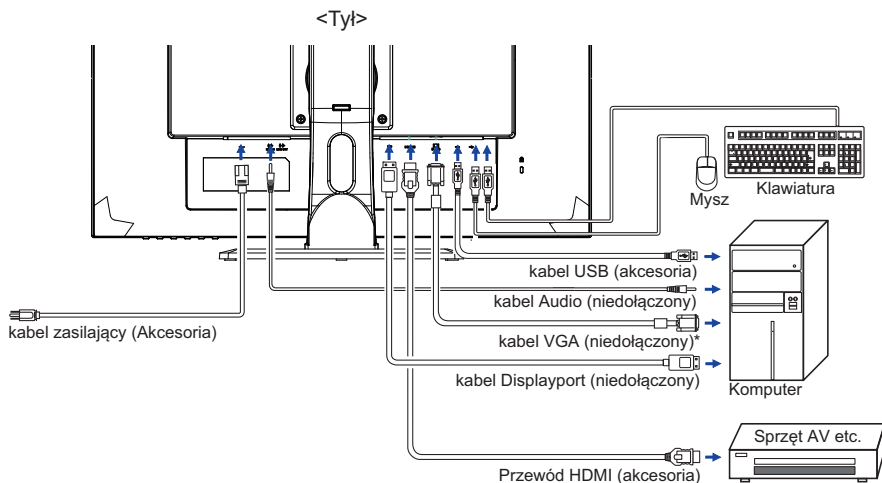 <Tył>
Mysz
Klawiatura
kabel USB (akcesoria)
kabel Audio (niedołączony)
kabel zasilający (Akcesoria)
kabel VGA (niedołączony)*
kabel Displayport (niedołączony)
Komputer
Sprzęt AV etc.
Przewód HDMI (akcesoria)